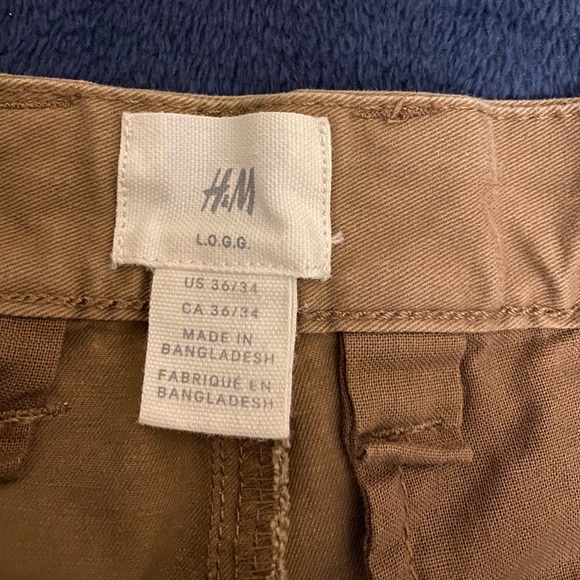 H&M
L.O.G.G.
US 36/34
CA 36/34
MADE IN
BANGLADESH
FABRIQUÉ EN
BANGLADESH